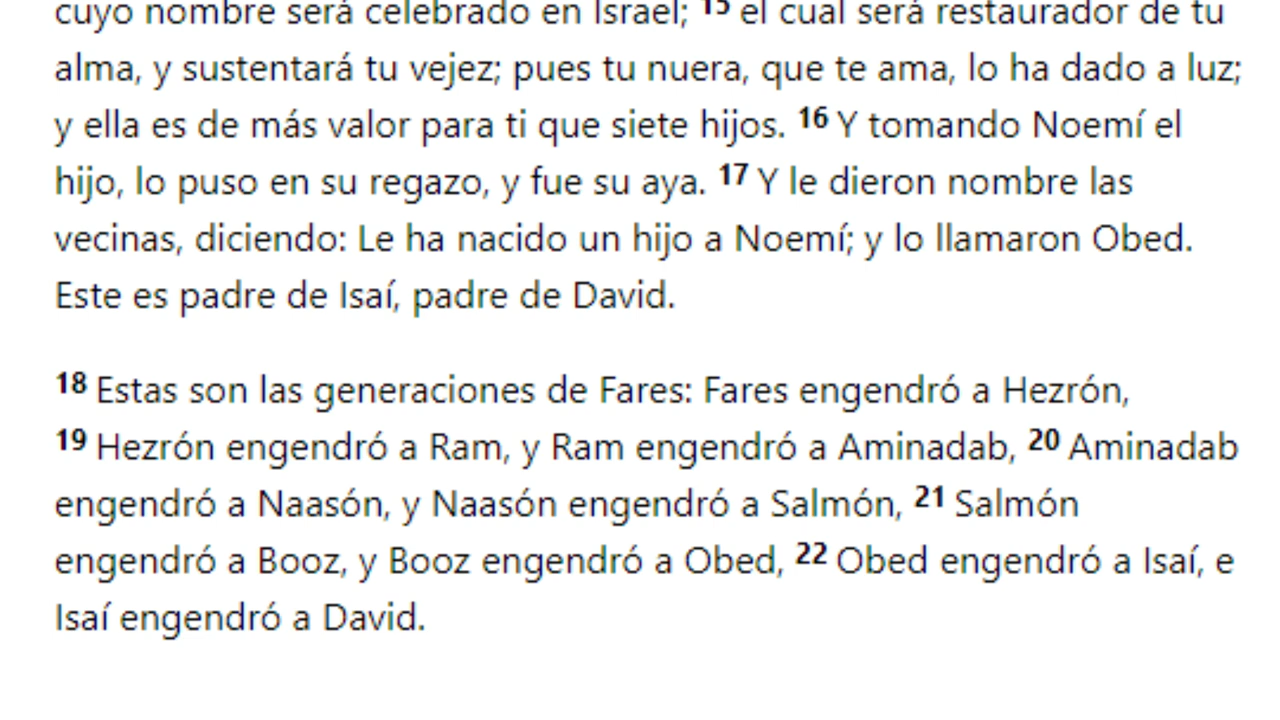 cuyo nombre será celebrado en Israel; 15 el cual será restaurador de tu
alma, y sustentará tu vejez; pues tu nuera, que te ama, lo ha dado a luz;
y ella es de más valor para ti que siete hijos. 16 Y tomando Noemí el
hijo, lo puso en su regazo, y fue su aya. 17 Y le dieron nombre las
vecinas, diciendo: Le ha nacido un hijo a Noemí; y lo llamaron Obed.
Este es padre de Isaí, padre de David.
18 Estas son las generaciones de Fares: Fares engendró a Hezrón,
19 Hezrón engendró a Ram, y Ram engendró a Aminadab, 20 Aminadab
engendró a Naasón, y Naasón engendró a Salmón, 21 Salmón
engendró a Booz, y Booz engendró a Obed, 22 Obed engendró a Isaí, e
Isaí engendró a David.